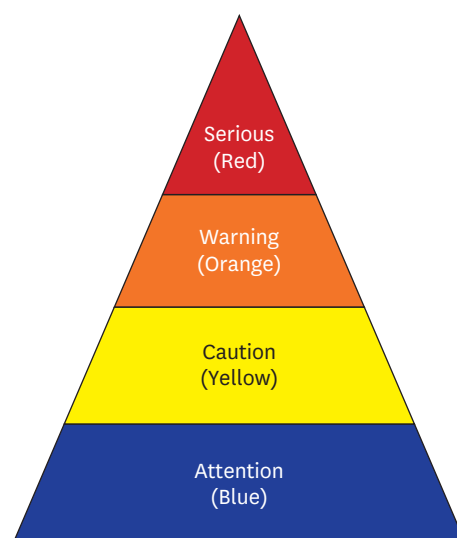 Serious
(Red)
Warning
(Orange)
Caution
(Yellow)
Attention
(Blue)